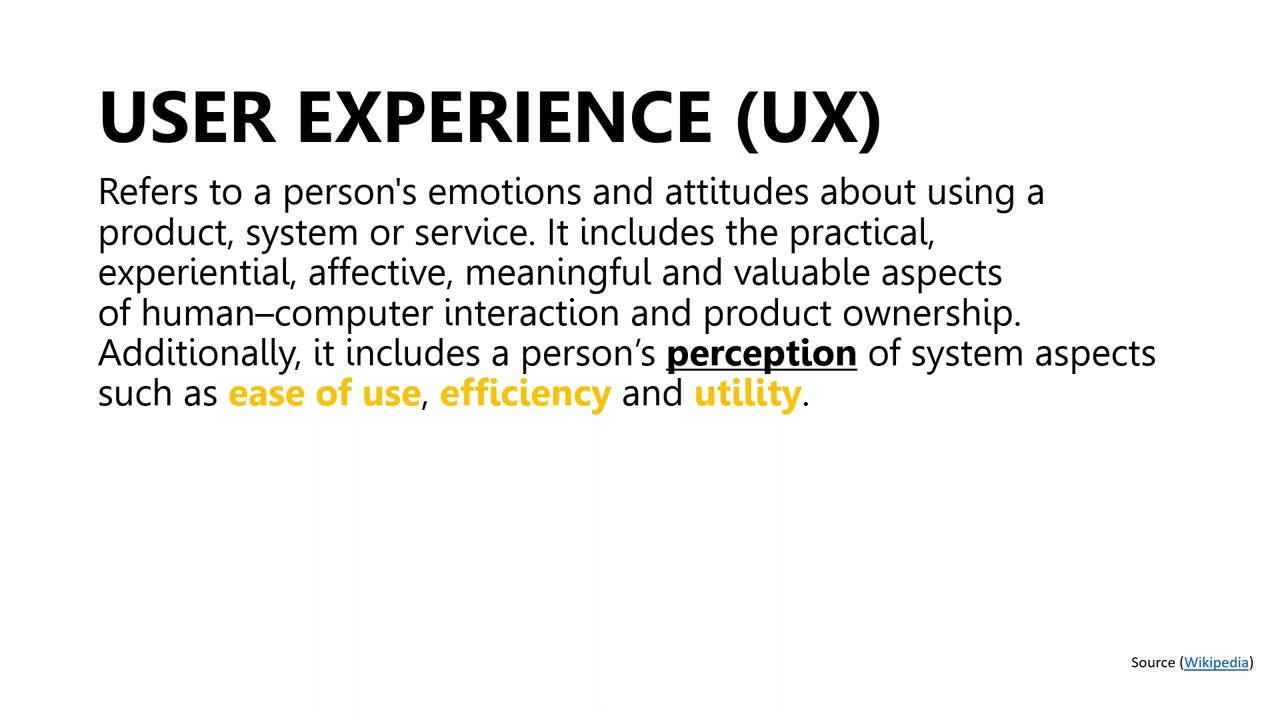 USER EXPERIENCE (UX)
Refers to a person's emotions and attitudes about using a
product, system or service. It includes the practical,
experiential, affective, meaningful and valuable aspects
of human–computer interaction and product ownership.
Additionally, it includes a person’s perception of system aspects
such as ease of use, efficiency and utility.
Source (Wikipedia)